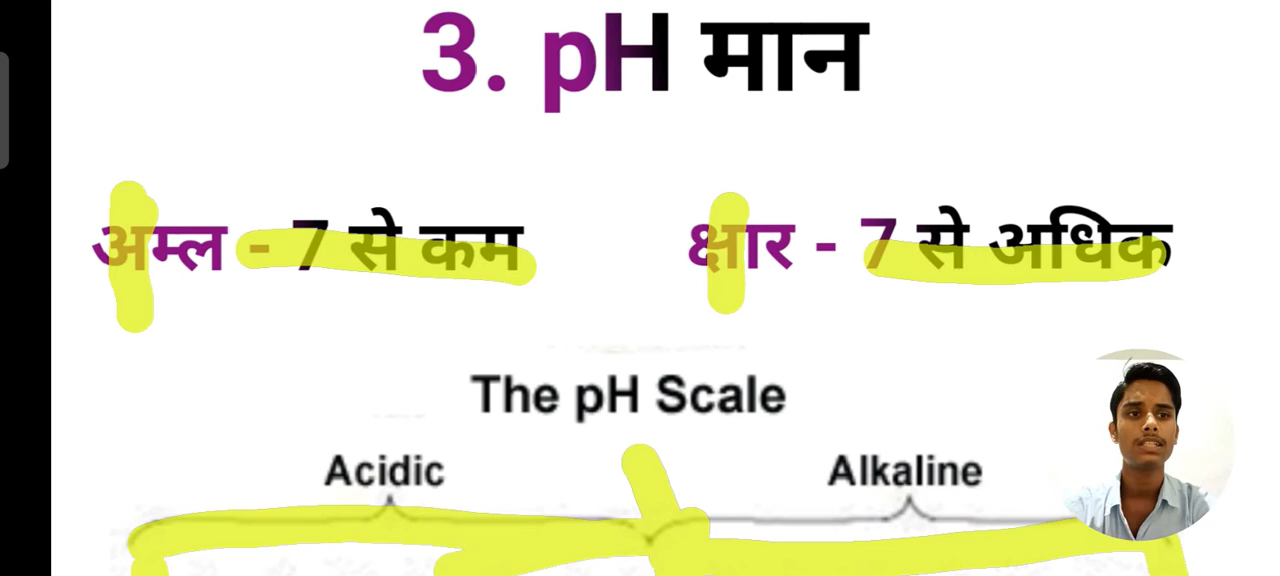 3. pH मान
अम्ल - 7 से कम
क्षार - 7 से अधिक
The pH Scale
Acidic
Alkaline